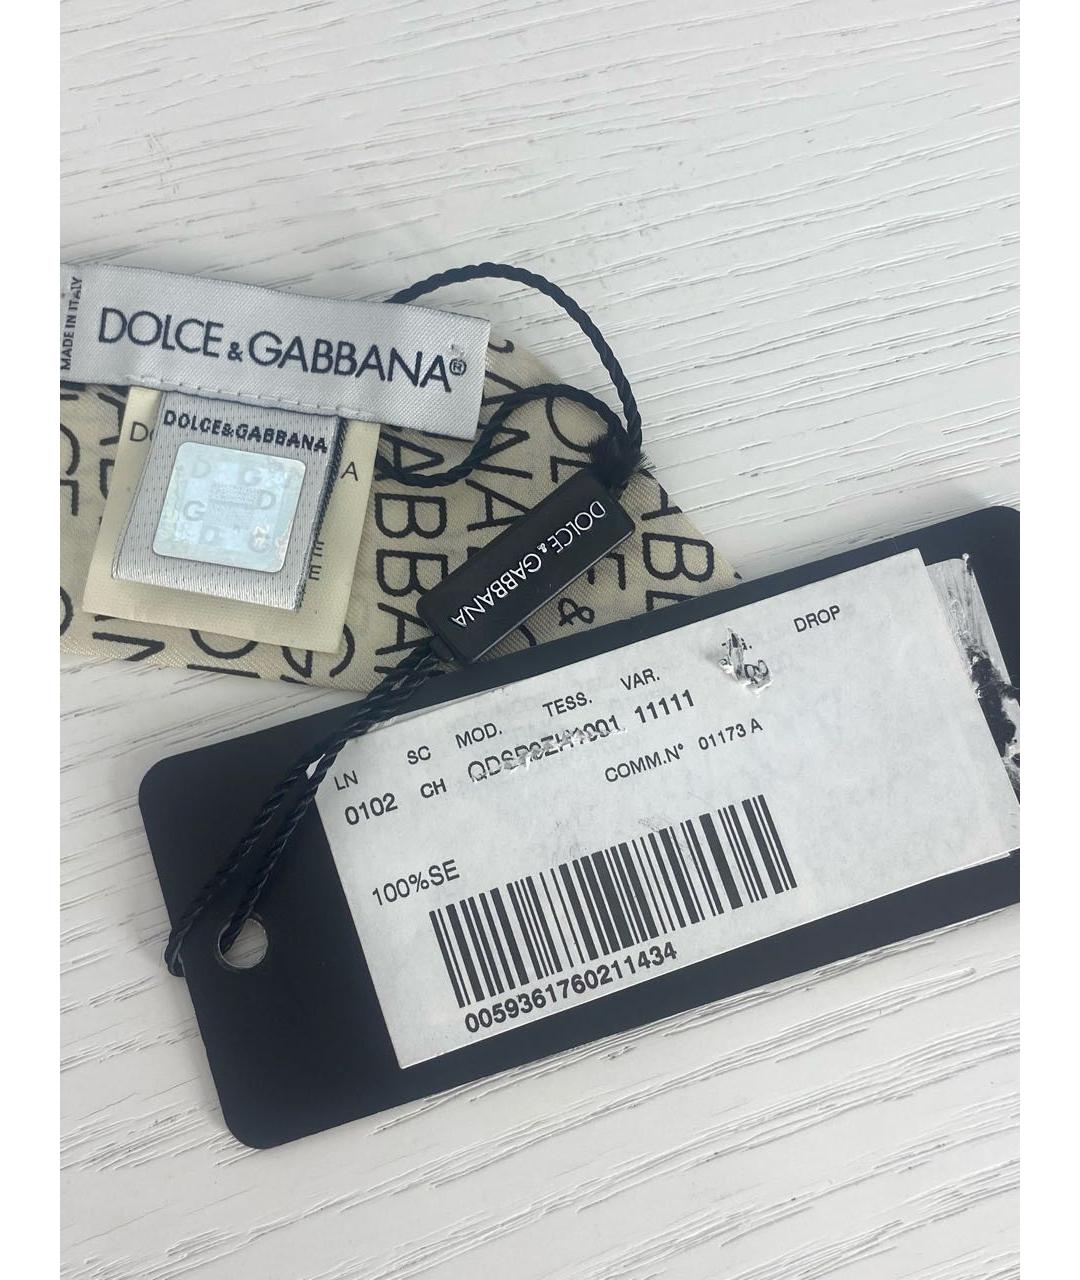 MADE IN ITALY
DOLCE & GABBANA®
DOLCE&GABBANA
DOLCE & GABBANA
LN SC MOD. TESS. VAR. DROP
0102 CH 11111
COMM.N° 01173 A
100%SE
0059361760211434